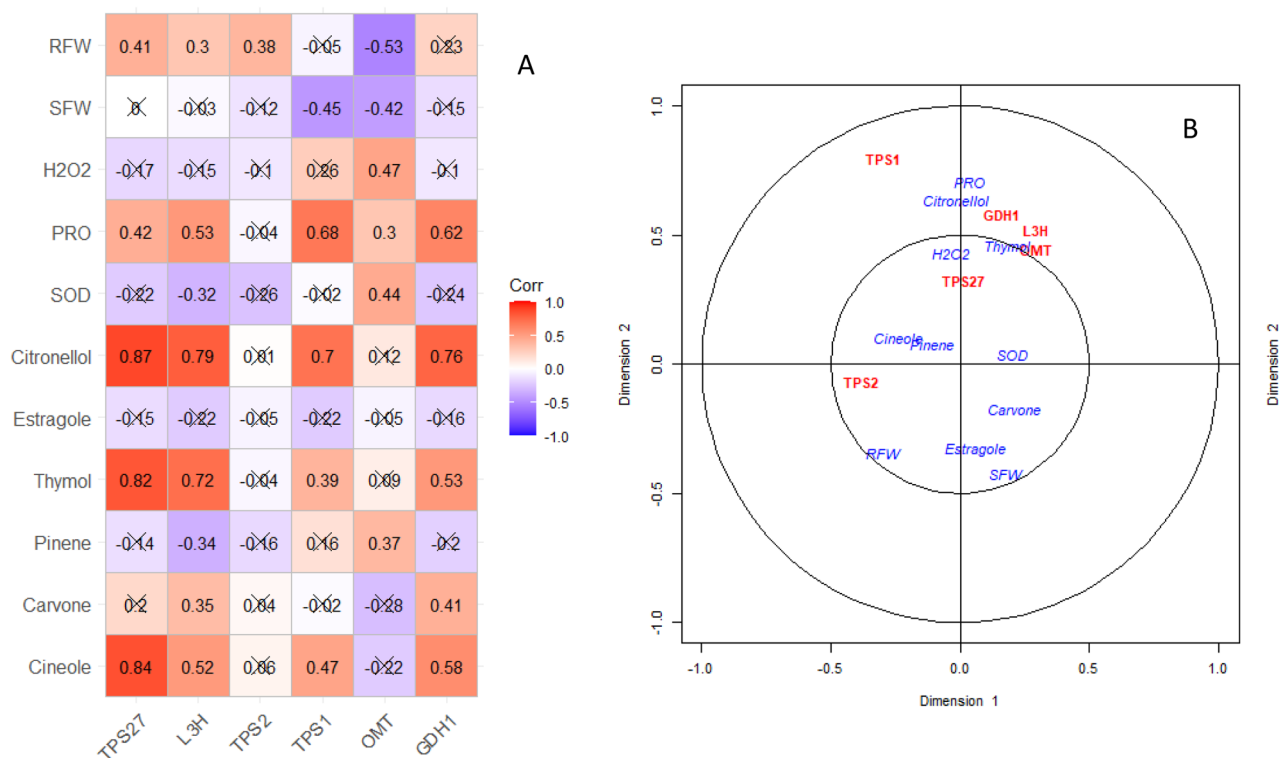 RFW 0.41 0.3 0.38 -0.05 -0.53 0.23
A
SFW 0 -0.03 -0.12 -0.45 -0.42 -0.15
H2O2 -0.17 -0.15 -0.1 0.26 0.47 -0.1
PRO 0.42 0.53 -0.04 0.68 0.3 0.62
SOD -0.22 -0.32 -0.26 -0.02 0.44 -0.24
Citronellol 0.87 0.79 0.01 0.7 0.12 0.76
Estragole -0.15 -0.22 -0.05 -0.22 -0.05 -0.16
Thymol 0.82 0.72 -0.04 0.39 0.09 0.53
Pinene -0.14 -0.34 -0.16 0.16 0.37 -0.2
Carvone 0.2 0.35 0.04 -0.02 -0.28 0.41
Cineole 0.84 0.52 0.06 0.47 -0.22 0.58
TPS27 L3H TPS2 TPS1 OMT GDH1
Corr
1.0
0.5
0.0
-0.5
-1.0
B
TPS1
PRO
Citronellol
GDH1
L3H
Thymol
OMT
H2O2
TPS27
Cineole
Pinene
SOD
TPS2
Carvone
Estragole
RFW
SFW
1.0
0.5
0.0
-0.5
-1.0
Dimension 2
Dimension 2
-1.0 -0.5 0.0 0.5 1.0
Dimension 1